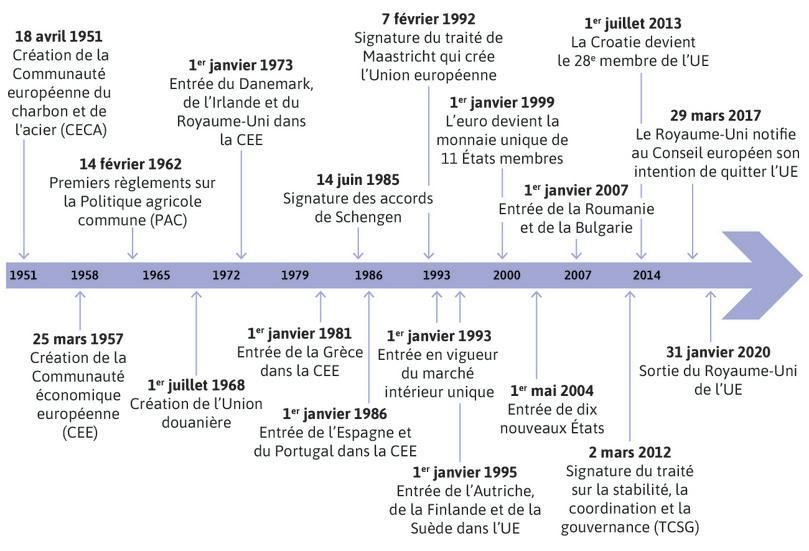 18 avril 1951
Création de la
Communauté
européenne du
charbon et de
l'acier (CECA)
14 février 1962
Premiers règlements sur
la Politique agricole
commune (PAC)
1er janvier 1973
Entrée du Danemark,
de l'Irlande et du
Royaume-Uni dans
la CEE
14 juin 1985
Signature des accords
de Schengen
7 février 1992
Signature du traité de
Maastricht qui crée
l'Union européenne
1er janvier 1999
L'euro devient la
monnaie unique de
11 États membres
1er janvier 2007
Entrée de la Roumanie
et de la Bulgarie
1er juillet 2013
La Croatie devient
le 28e membre de l'UE
29 mars 2017
Le Royaume-Uni notifie
au Conseil européen son
intention de quitter l'UE
1951 1958 1965 1972 1979 1986 1993 2000 2007 2014
25 mars 1957
Création de la
Communauté
économique
européenne
(CEE)
1er juillet 1968
Création de l'Union
douanière
1er janvier 1981
Entrée de la Grèce
dans la CEE
1er janvier 1986
Entrée de l'Espagne et
du Portugal dans la CEE
1er janvier 1993
Entrée en vigueur
du marché
intérieur unique
1er janvier 1995
Entrée de l'Autriche,
de la Finlande et de la
Suède dans l'UE
1er mai 2004
Entrée de dix
nouveaux États
2 mars 2012
Signature du traité
sur la stabilité, la
coordination et la
gouvernance (TCSG)
31 janvier 2020
Sortie du Royaume-Uni
de l'UE